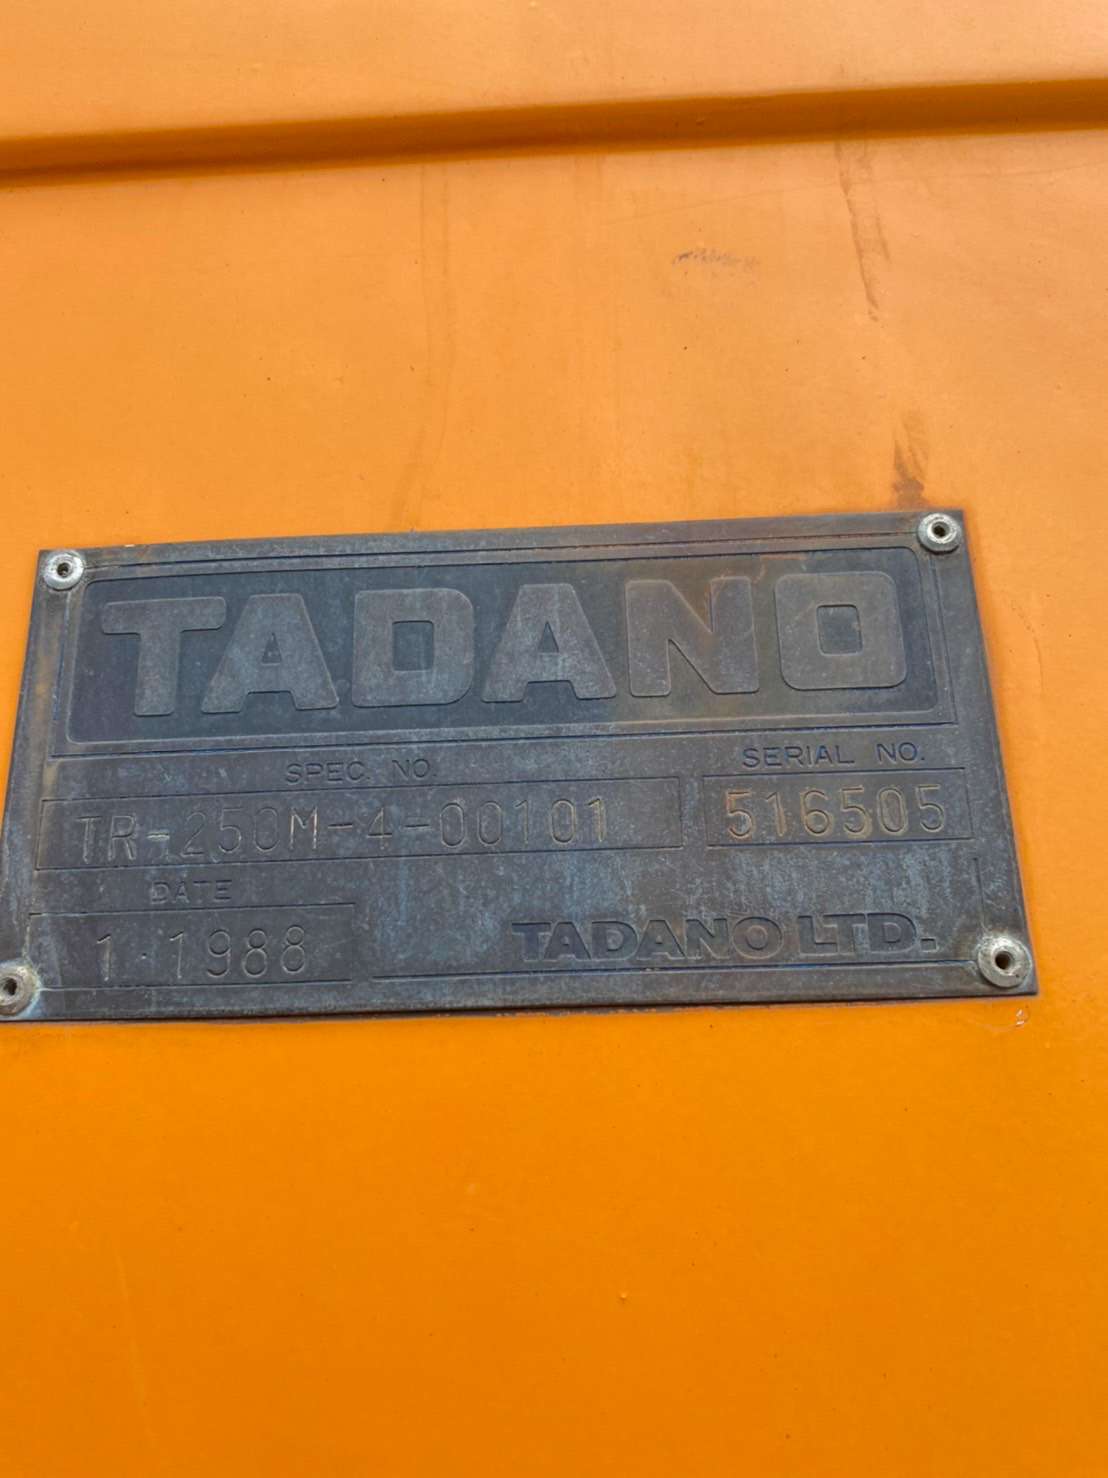 TADANO
SPEC. NO. SERIAL NO.
TR-250M-4-00101 516505
DATE
1.1988 TADANO LTD.